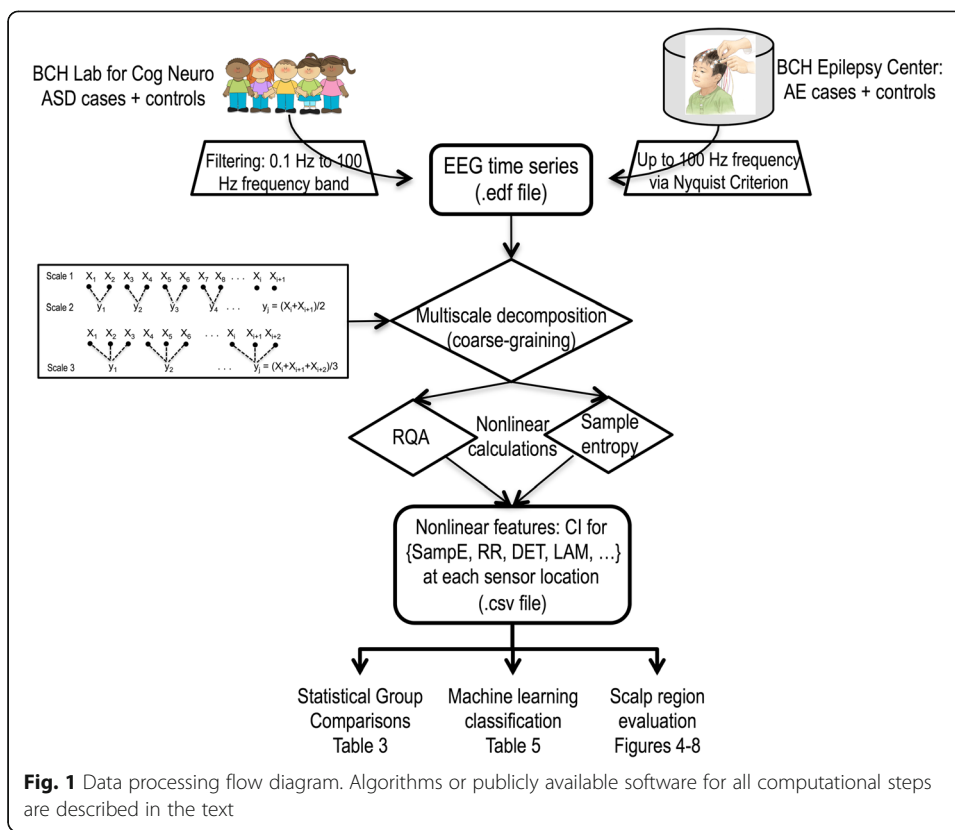 BCH Lab for Cog Neuro
ASD cases + controls
BCH Epilepsy Center:
AE cases + controls
Filtering: 0.1 Hz to 100
Hz frequency band
EEG time series
(.edf file)
Up to 100 Hz frequency
via Nyquist Criterion
Scale 1 X1 X2 X3 X4 X5 X6 X7 X8 . . . Xi Xi+1
Scale 2 y1 y2 y3 y4 . . . . yj = (Xi+Xi+1)/2
X1 X2 X3 X4 X5 X6 . . . Xi Xi+1 Xi+2
Scale 3 y1 y2 . . . yj = (Xi+Xi+1+Xi+2)/3
Multiscale decomposition
(coarse-graining)
RQA
Nonlinear
calculations
Sample
entropy
Nonlinear features: CI for
{SampE, RR, DET, LAM, ...}
at each sensor location
(.csv file)
Statistical Group
Comparisons
Table 3
Machine learning
classification
Table 5
Scalp region
evaluation
Figures 4-8
Fig. 1 Data processing flow diagram. Algorithms or publicly available software for all computational steps
are described in the text